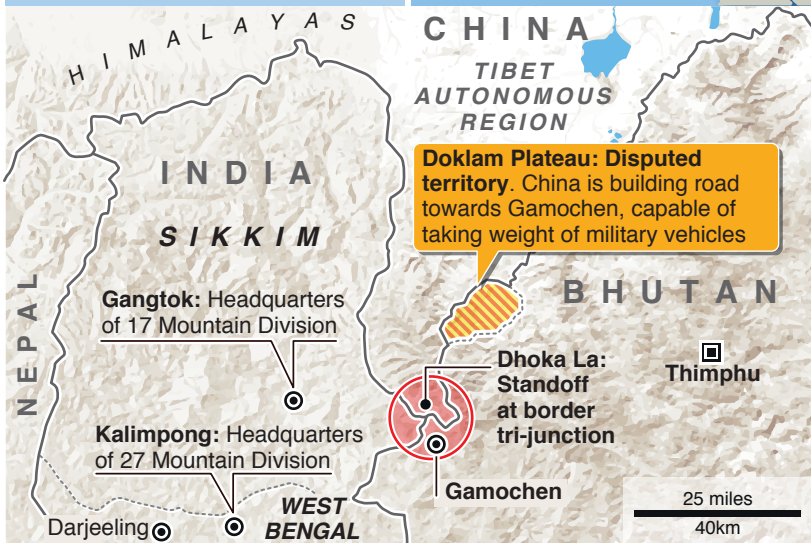 HIMALAYAS
CHINA
TIBET
AUTONOMOUS
REGION
Doklam Plateau: Disputed
territory. China is building road
towards Gamochen, capable of
taking weight of military vehicles
INDIA
SIKKIM
NEPAL
BHUTAN
Gangtok: Headquarters
of 17 Mountain Division
Thimphu
Dhoka La:
Standoff
at border
tri-junction
Kalimpong: Headquarters
of 27 Mountain Division
Gamochen
WEST
BENGAL
Darjeeling
25 miles
40km